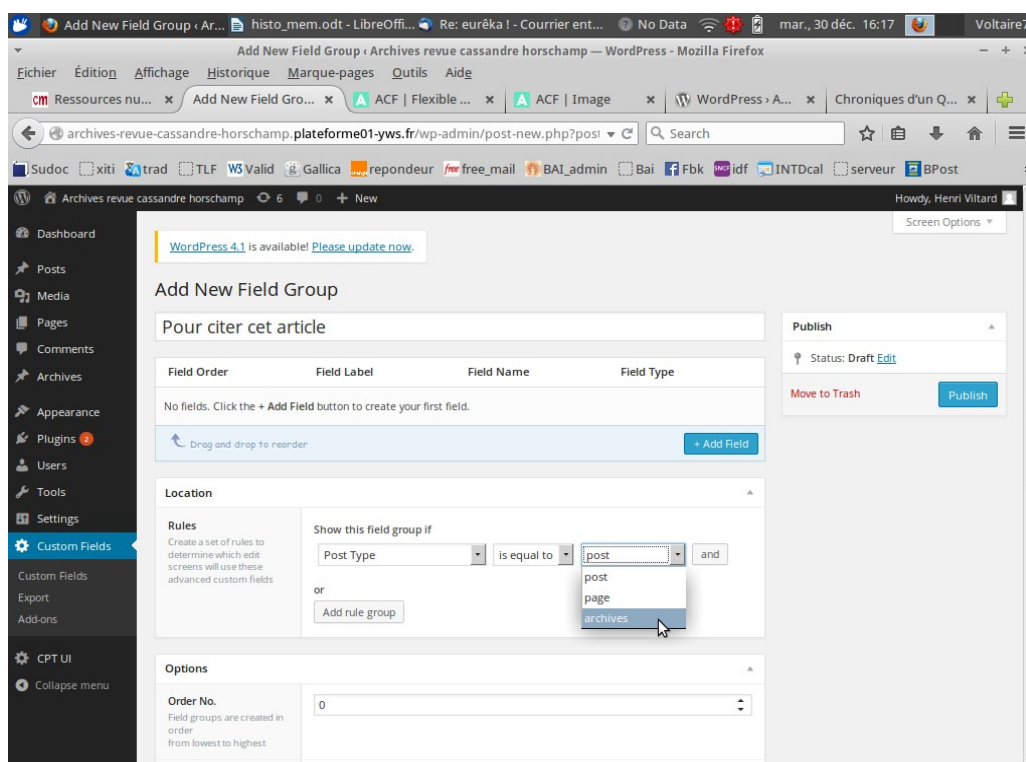 Add New Field Group ‹ Ar... histo_mem.odt - LibreOffi... Re: eurêka ! - Courrier ent... No Data mar., 30 déc. 16:17 Voltaire
Add New Field Group ‹ Archives revue cassandre horschamp — WordPress - Mozilla Firefox
Fichier Édition Affichage Historique Marque-pages Outils Aide
cm Ressources nu... Add New Field Gro... ACF | Flexible ... ACF | Image WordPress › A... Chroniques d'un Q...
archives-revue-cassandre-horschamp.plateforme01-yws.fr/wp-admin/post-new.php?post Search
Sudoc xiti trad TLF W3 Valid Gallica repondeur free free_mail BAI_admin Bai Fbk idf INTDcal serveur BPost
Archives revue cassandre horschamp 6 0 + New Howdy, Henri Viltard
Screen Options
Dashboard
WordPress 4.1 is available! Please update now.
Posts
Media
Pages
Comments
Archives
Appearance
Plugins 2
Users
Tools
Settings
Custom Fields
Custom Fields
Export
Add-ons
CPT UI
Collapse menu
Add New Field Group
Pour citer cet article
Field Order Field Label Field Name Field Type
No fields. Click the + Add Field button to create your first field.
Drag and drop to reorder + Add Field
Location
Rules
Create a set of rules to
determine which edit
screens will use these
advanced custom fields
Show this field group if
Post Type is equal to post and
post
page
archives
or
Add rule group
Options
Order No.
Field groups are created in
order
from lowest to highest
0
Publish
Status: Draft Edit
Move to Trash Publish